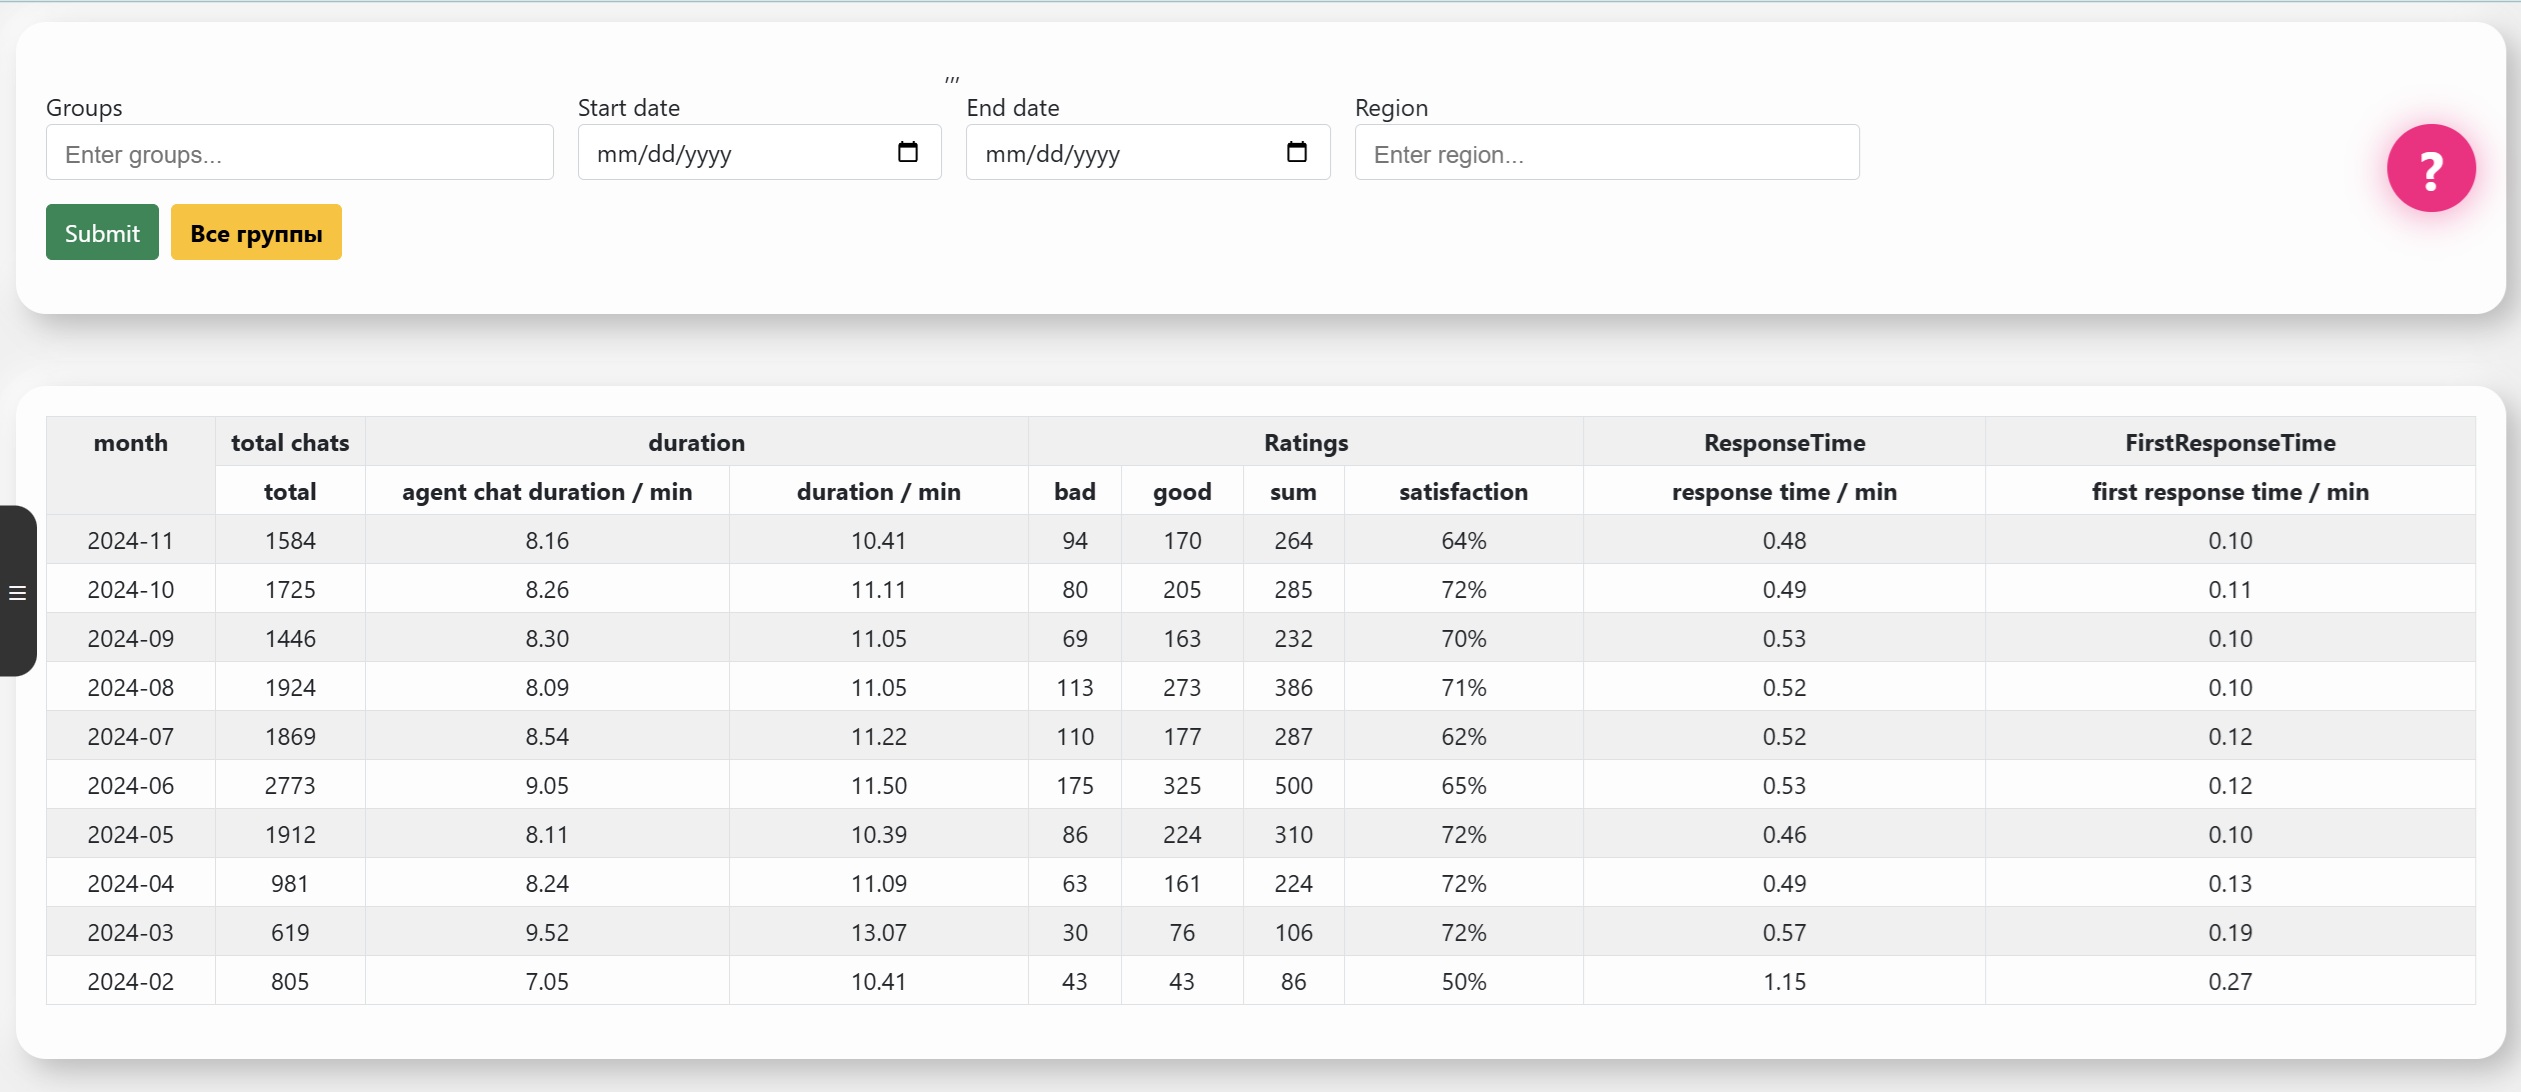 ,,,
Groups Start date End date Region
Enter groups... mm/dd/yyyy mm/dd/yyyy Enter region...
?
Submit Все группы
month total chats duration Ratings ResponseTime FirstResponseTime
total agent chat duration / min duration / min bad good sum satisfaction response time / min first response time / min
2024-11 1584 8.16 10.41 94 170 264 64% 0.48 0.10
2024-10 1725 8.26 11.11 80 205 285 72% 0.49 0.11
2024-09 1446 8.30 11.05 69 163 232 70% 0.53 0.10
2024-08 1924 8.09 11.05 113 273 386 71% 0.52 0.10
2024-07 1869 8.54 11.22 110 177 287 62% 0.52 0.12
2024-06 2773 9.05 11.50 175 325 500 65% 0.53 0.12
2024-05 1912 8.11 10.39 86 224 310 72% 0.46 0.10
2024-04 981 8.24 11.09 63 161 224 72% 0.49 0.13
2024-03 619 9.52 13.07 30 76 106 72% 0.57 0.19
2024-02 805 7.05 10.41 43 43 86 50% 1.15 0.27